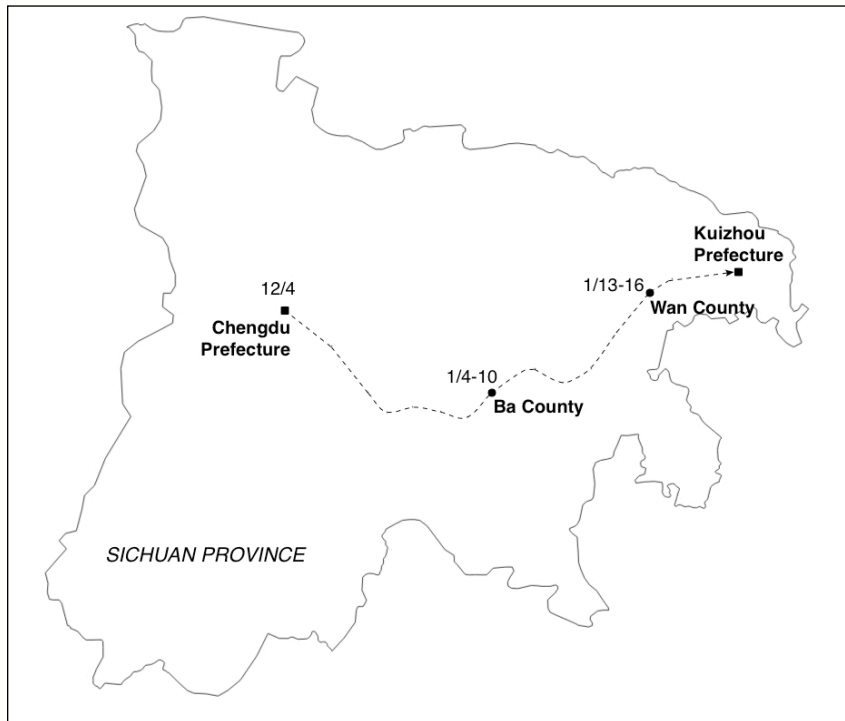 Kuizhou
Prefecture
1/13-16
Wan County
12/4
Chengdu
Prefecture
1/4-10
Ba County
SICHUAN PROVINCE